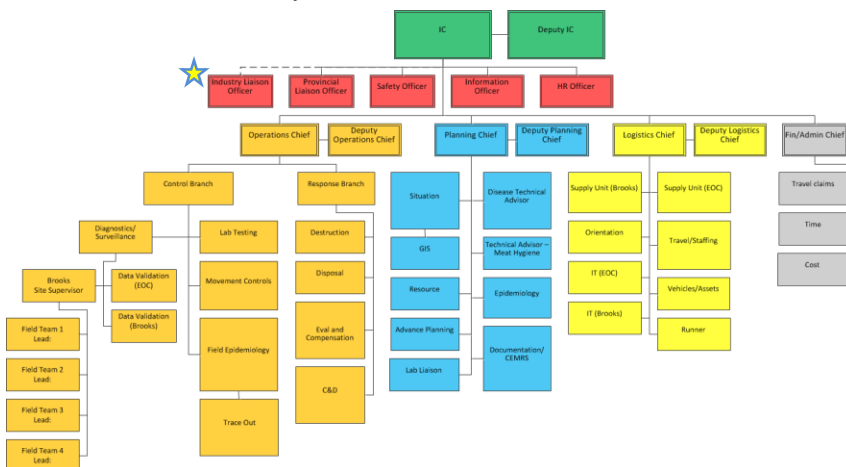 IC
Deputy IC
Industry Liaison
Officer
Provincial
Liaison Officer
Safety Officer
Information
Officer
HR Officer
Operations Chief
Deputy
Operations Chief
Planning Chief
Deputy Planning
Chief
Logistics Chief
Deputy Logistics
Chief
Fin/Admin Chief
Control Branch
Response Branch
Diagnostics/
Surveillance
Lab Testing
Brooks
Site Supervisor
Data Validation
(EOC)
Data Validation
(Brooks)
Movement Controls
Field Epidemiology
Trace Out
Field Team 1
Lead:
Field Team 2
Lead:
Field Team 3
Lead:
Field Team 4
Lead:
Destruction
Disposal
Eval and
Compensation
C&D
Situation
GIS
Resource
Advance Planning
Lab Liaison
Disease Technical
Advisor
Technical Advisor –
Meat Hygiene
Epidemiology
Documentation/
CEMRS
Supply Unit (Brooks)
Orientation
IT (EOC)
IT (Brooks)
Supply Unit (EOC)
Travel/Staffing
Vehicles/Assets
Runner
Travel claims
Time
Cost